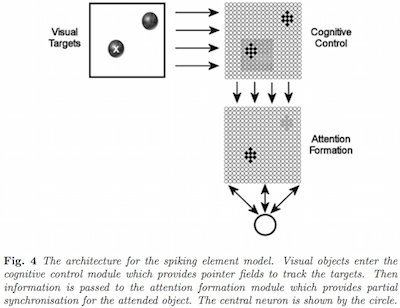 Visual
Targets
x
Cognitive
Control
Attention
Formation
Fig. 4 The architecture for the spiking element model. Visual objects enter the
cognitive control module which provides pointer fields to track the targets. Then
information is passed to the attention formation module which provides partial
synchronisation for the attended object. The central neuron is shown by the circle.